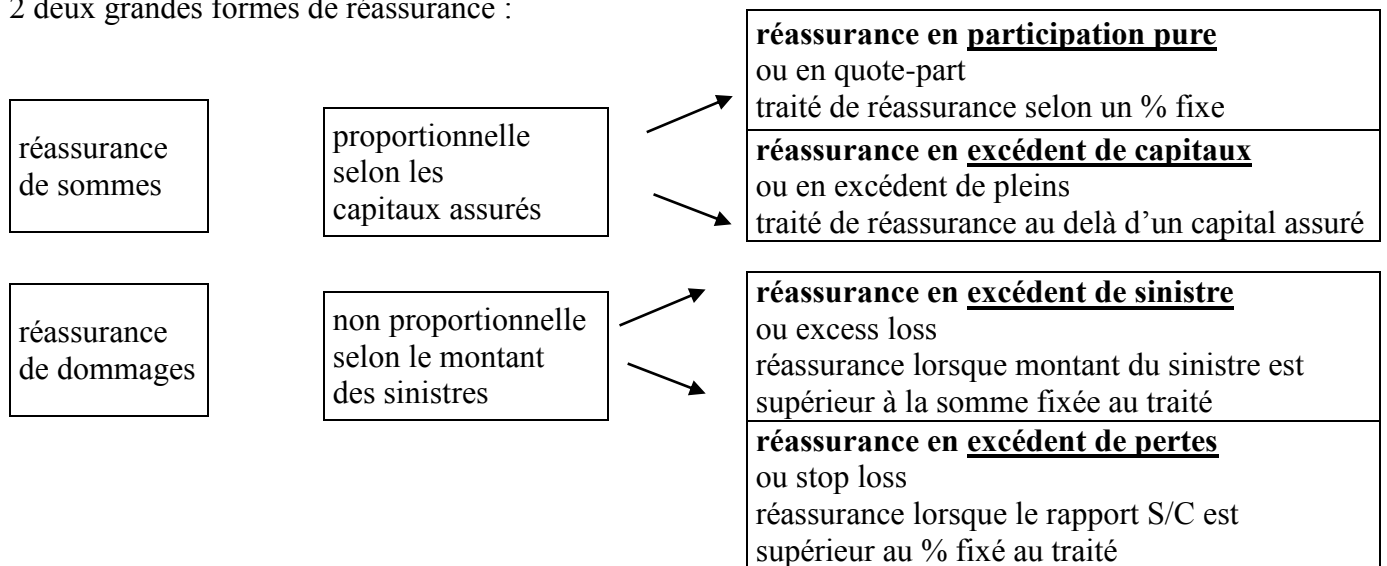 2 deux grandes formes de réassurance :
réassurance
de sommes
proportionnelle
selon les
capitaux assurés
réassurance en participation pure
ou en quote-part
traité de réassurance selon un % fixe
réassurance en excédent de capitaux
ou en excédent de pleins
traité de réassurance au delà d’un capital assuré
réassurance
de dommages
non proportionnelle
selon le montant
des sinistres
réassurance en excédent de sinistre
ou excess loss
réassurance lorsque montant du sinistre est
supérieur à la somme fixée au traité
réassurance en excédent de pertes
ou stop loss
réassurance lorsque le rapport S/C est
supérieur au % fixé au traité